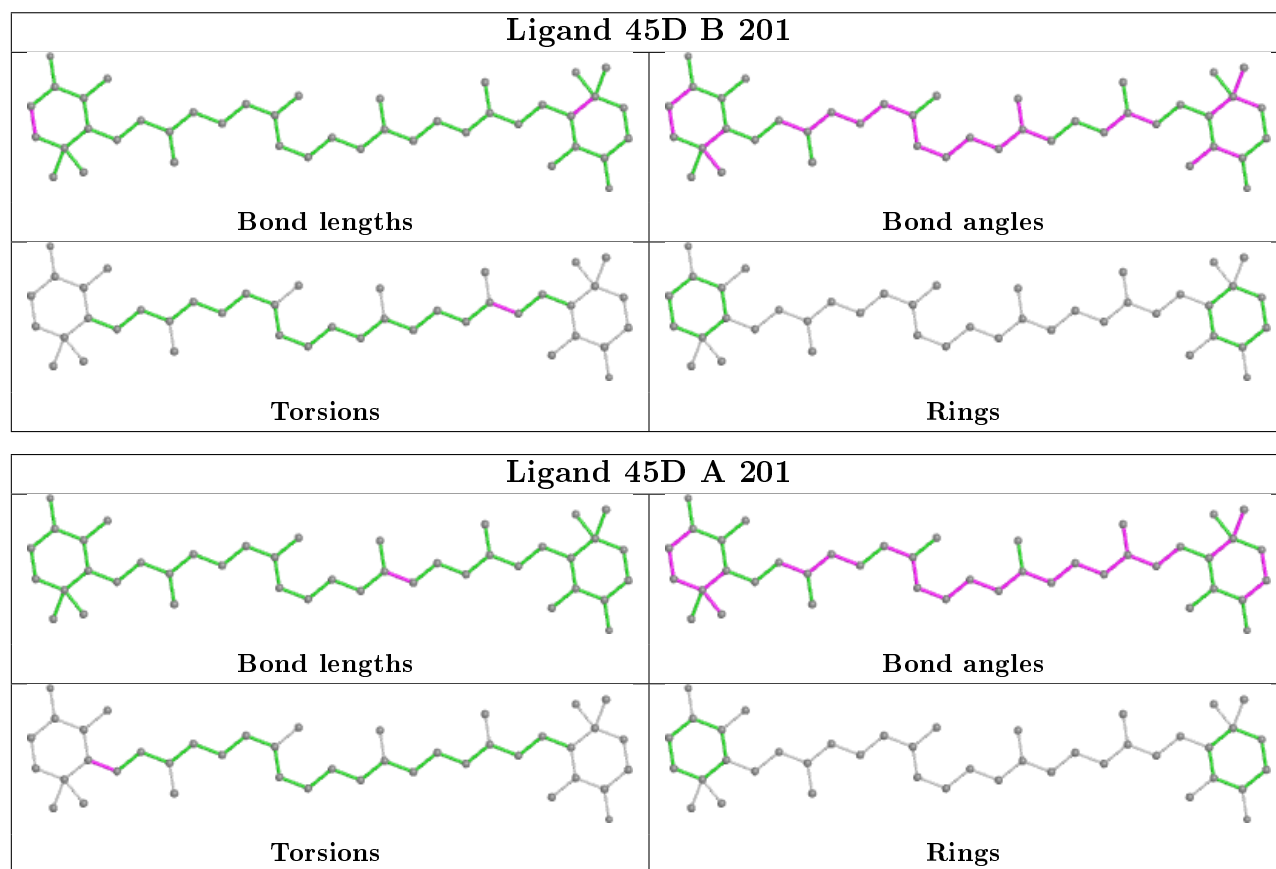 Ligand 45D B 201
Bond lengths
Bond angles
Torsions
Rings
Ligand 45D A 201
Bond lengths
Bond angles
Torsions
Rings